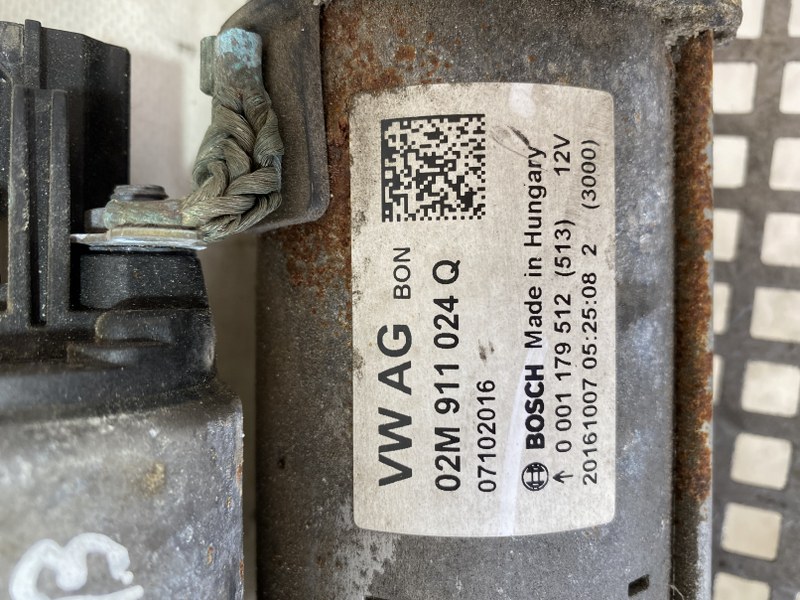 VW AG BON
02M 911 024 Q
07102016
BOSCH Made in Hungary
↑ 0 001 179 512 (513) 12V
20161007 05:25:08 2 (3000)